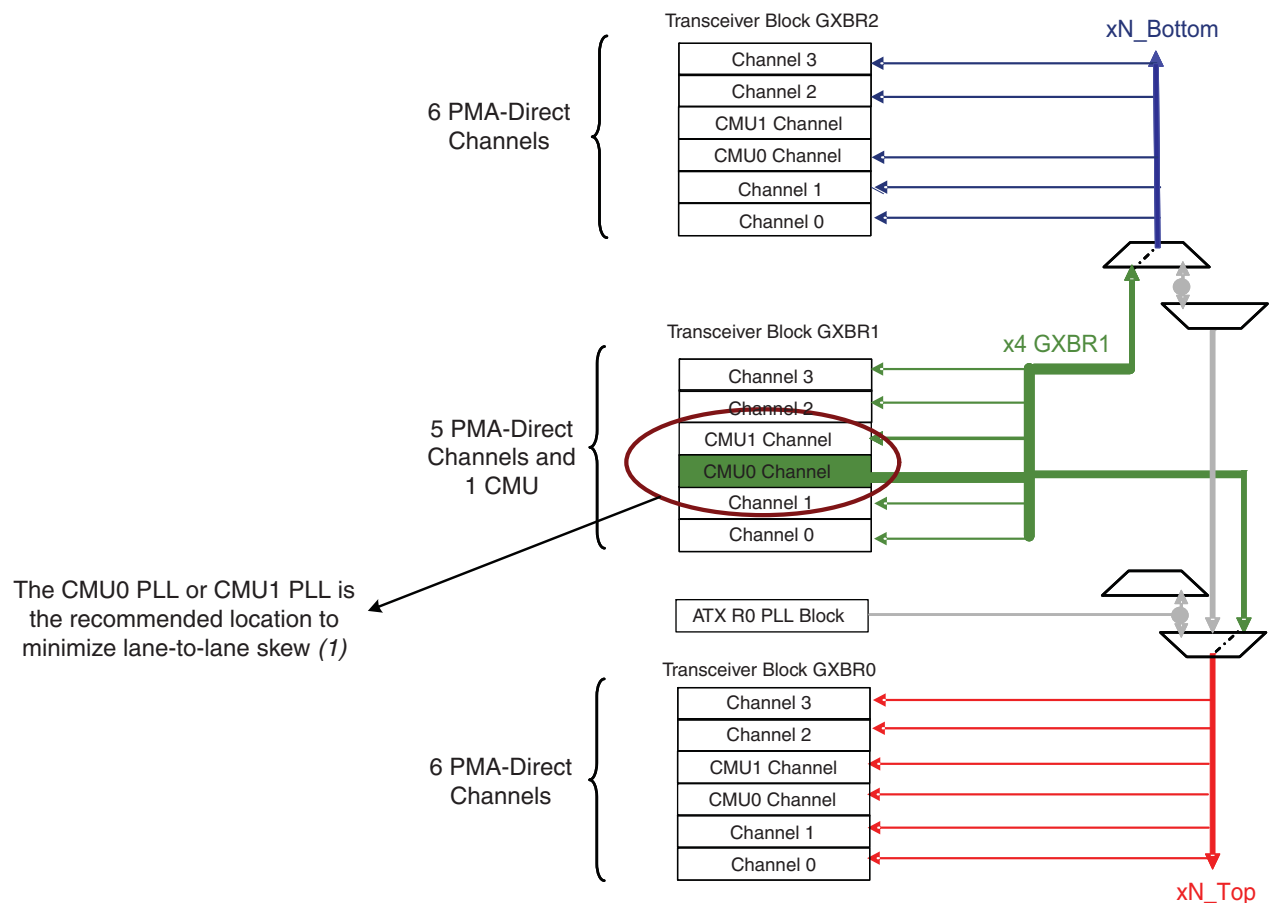 Transceiver Block GXBR2
xN_Bottom
6 PMA-Direct
Channels
Channel 3
Channel 2
CMU1 Channel
CMU0 Channel
Channel 1
Channel 0
Transceiver Block GXBR1
x4 GXBR1
5 PMA-Direct
Channels and
1 CMU
Channel 3
Channel 2
CMU1 Channel
CMU0 Channel
Channel 1
Channel 0
The CMU0 PLL or CMU1 PLL is
the recommended location to
minimize lane-to-lane skew (1)
ATX R0 PLL Block
Transceiver Block GXBR0
6 PMA-Direct
Channels
Channel 3
Channel 2
CMU1 Channel
CMU0 Channel
Channel 1
Channel 0
xN_Top